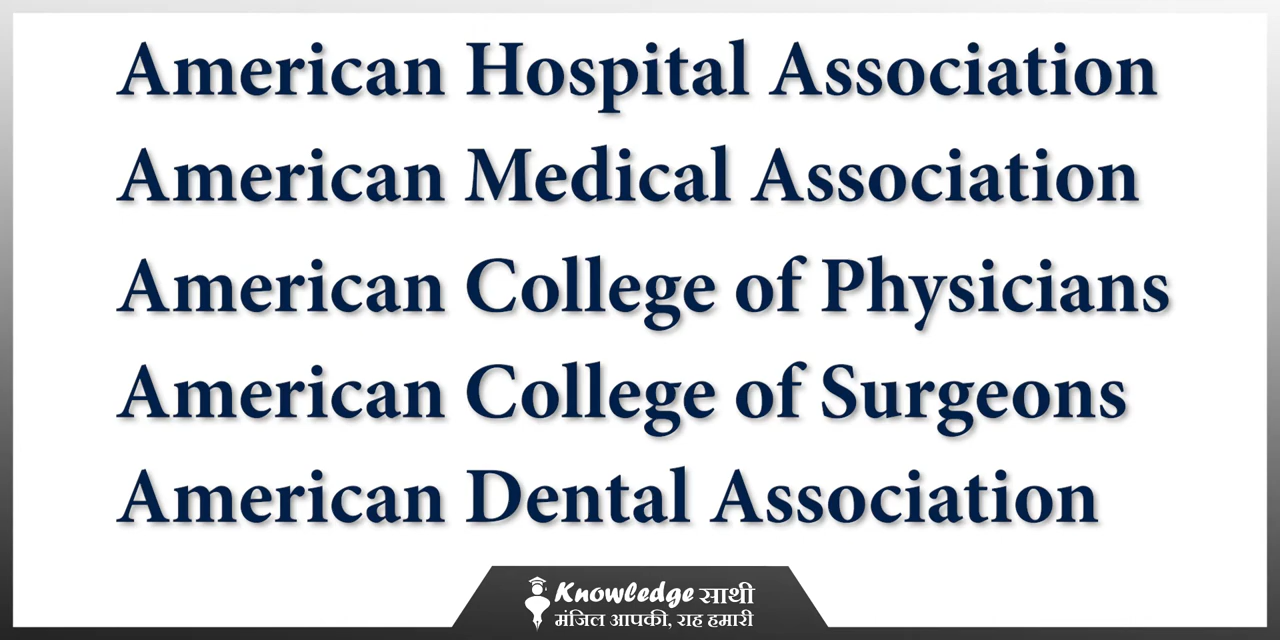 American Hospital Association
American Medical Association
American College of Physicians
American College of Surgeons
American Dental Association
Knowledge साथी
मंजिल आपकी, राह हमारी